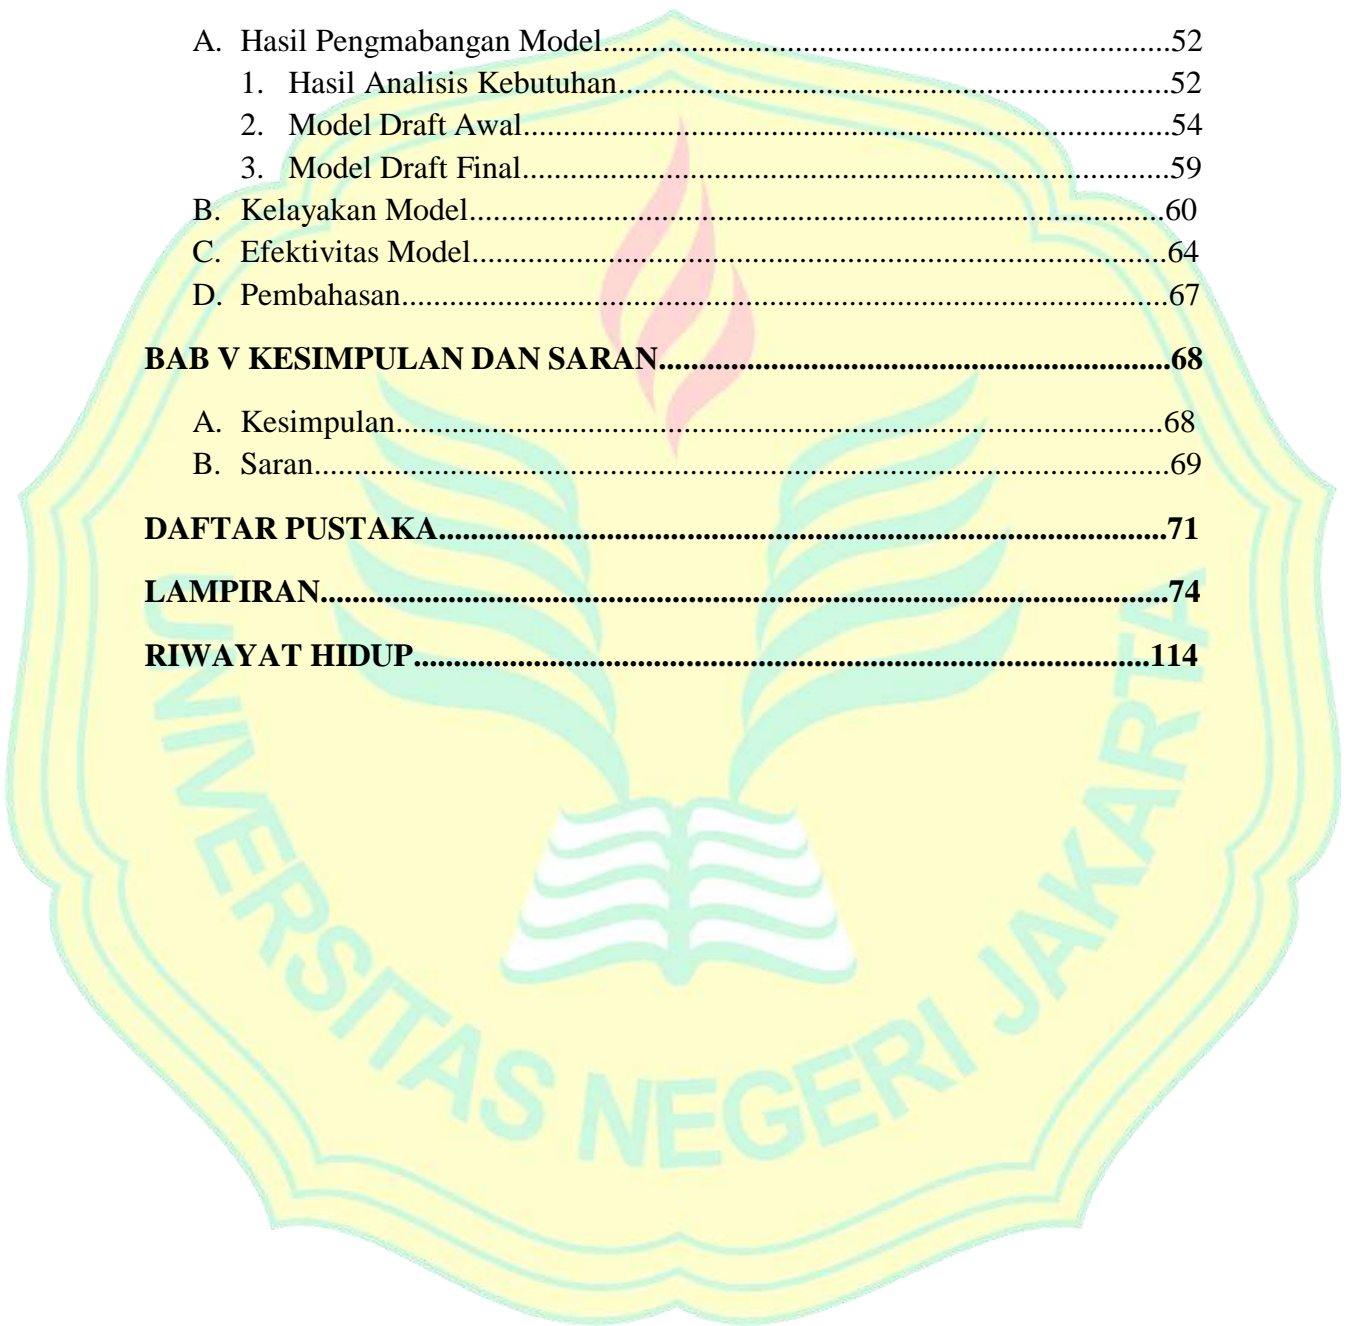 A. Hasil Pengmabangan Model.......................................................................52
1. Hasil Analisis Kebutuhan.....................................................................52
2. Model Draft Awal.................................................................................54
3. Model Draft Final.................................................................................59
B. Kelayakan Model.......................................................................................60
C. Efektivitas Model.......................................................................................64
D. Pembahasan................................................................................................67
BAB V KESIMPULAN DAN SARAN..............................................................68
A. Kesimpulan................................................................................................68
B. Saran...........................................................................................................69
DAFTAR PUSTAKA.........................................................................................71
LAMPIRAN........................................................................................................74
RIWAYAT HIDUP..........................................................................................114
UNIVERSITAS NEGERI JAKARTA